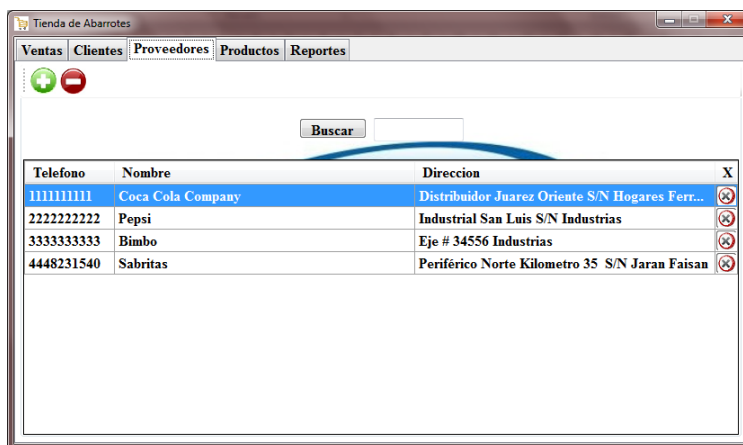 Tienda de Abarrotes
Ventas Clientes Proveedores Productos Reportes
Buscar
Telefono Nombre Direccion X
1111111111 Coca Cola Company Distribuidor Juarez Oriente S/N Hogares Ferr...
2222222222 Pepsi Industrial San Luis S/N Industrias
3333333333 Bimbo Eje # 34556 Industrias
4448231540 Sabritas Periférico Norte Kilometro 35 S/N Jaran Faisan